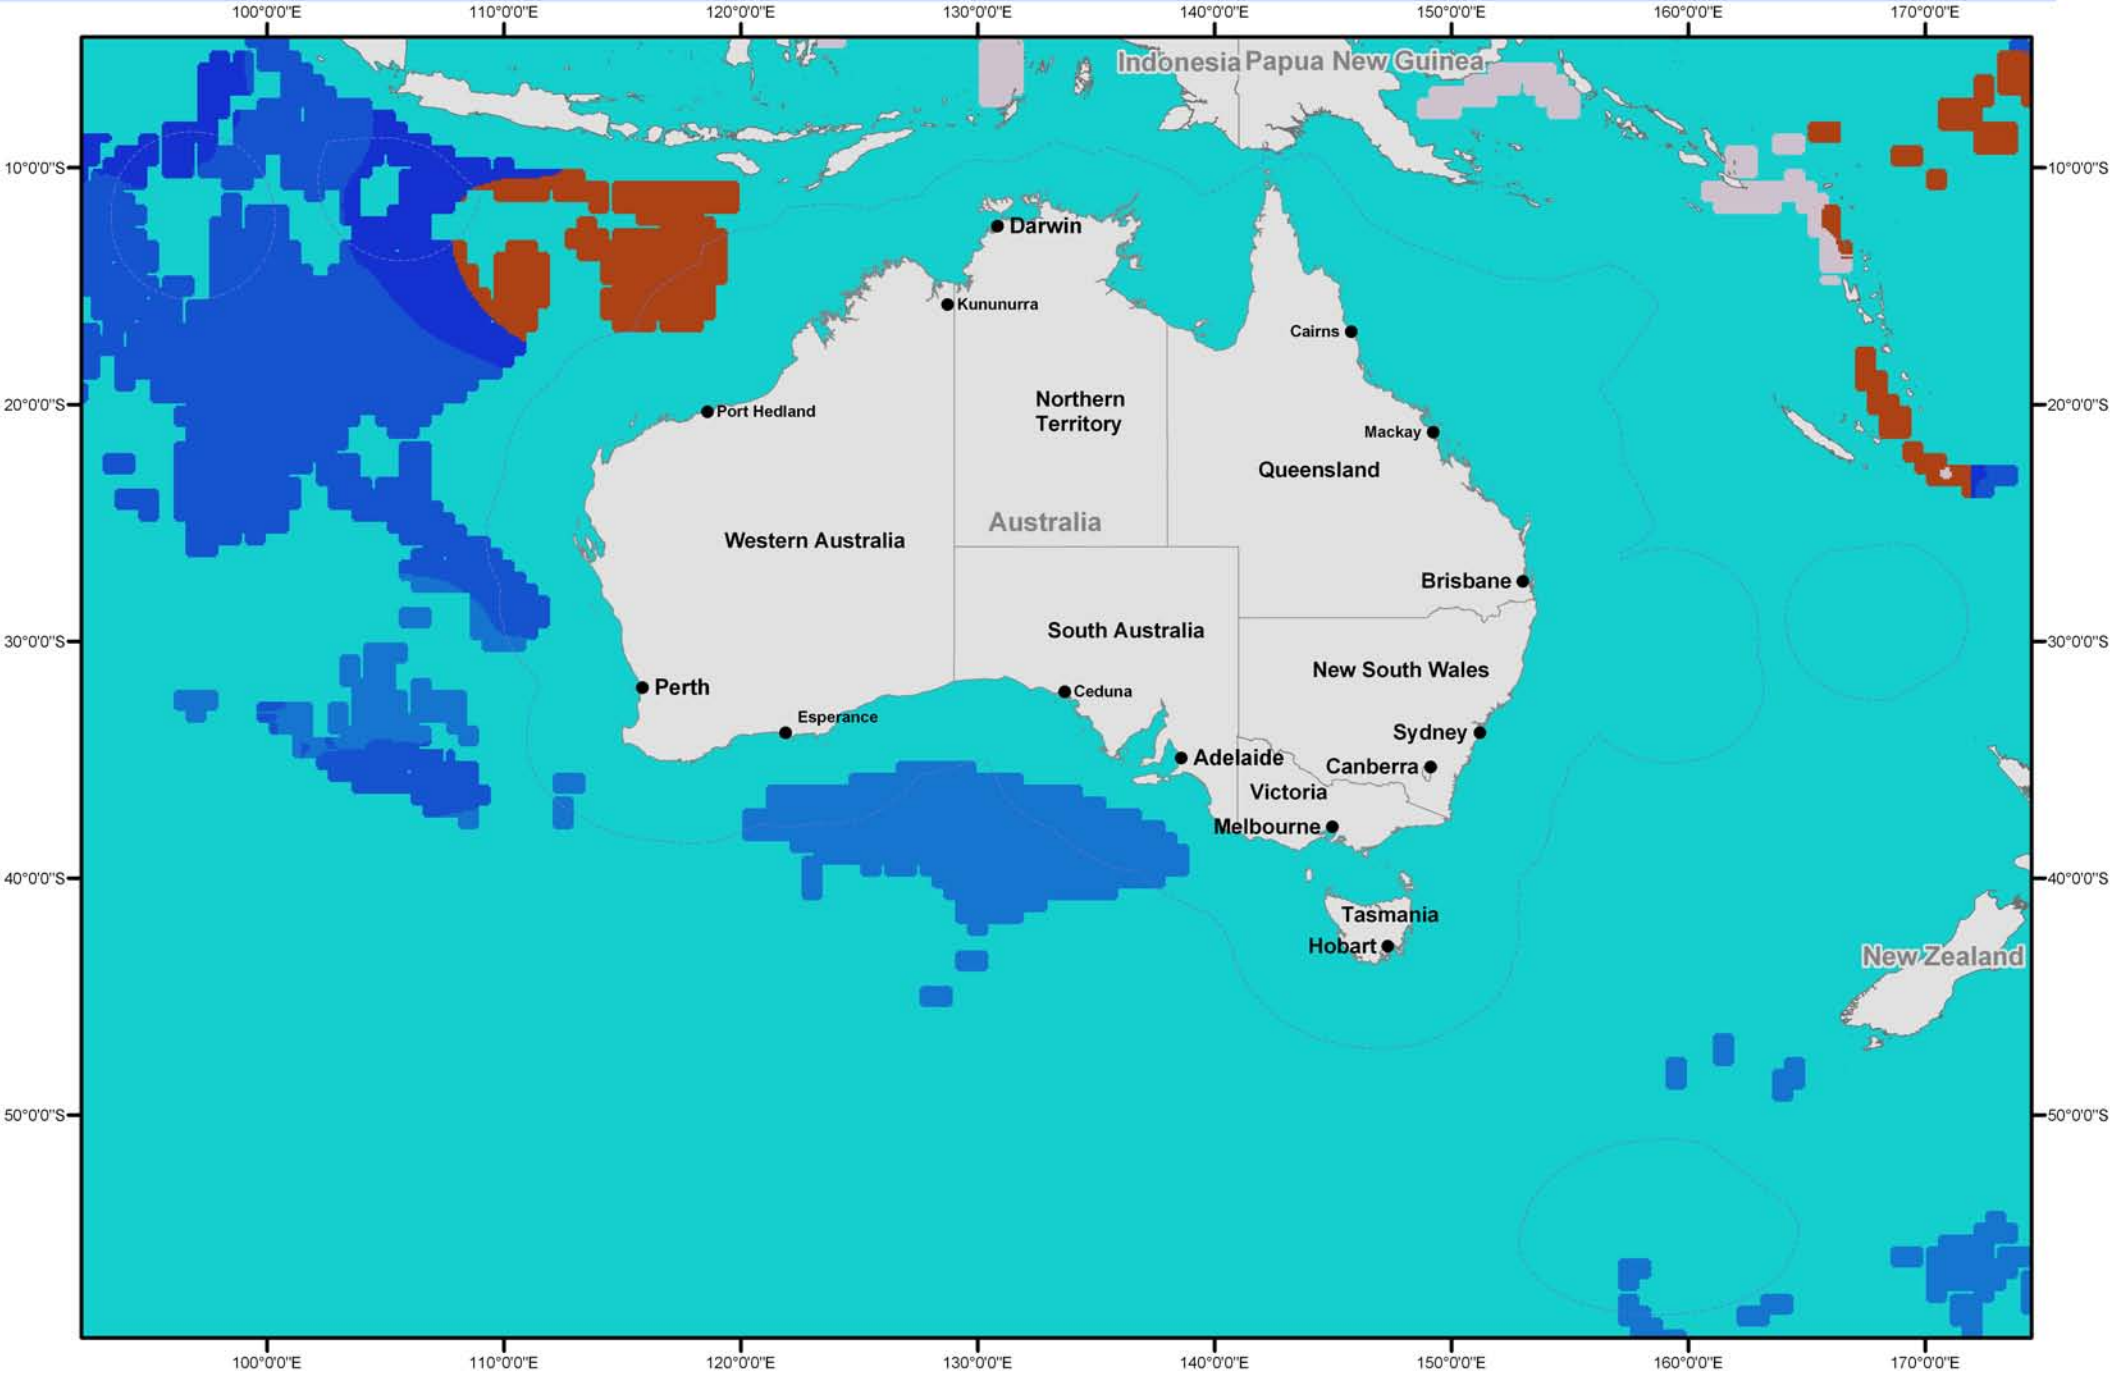 100°0'0"E 110°0'0"E 120°0'0"E 130°0'0"E 140°0'0"E 150°0'0"E 160°0'0"E 170°0'0"E
Indonesia Papua New Guinea
10°0'0"S 10°0'0"S
Darwin
Kununurra
Cairns
Northern
Territory
20°0'0"S 20°0'0"S
Port Hedland
Mackay
Queensland
Australia
Western Australia
Brisbane
South Australia
30°0'0"S 30°0'0"S
New South Wales
Perth
Ceduna
Esperance
Sydney
Adelaide
Canberra
Victoria
Melbourne
40°0'0"S 40°0'0"S
Tasmania
Hobart
New Zealand
50°0'0"S 50°0'0"S
100°0'0"E 110°0'0"E 120°0'0"E 130°0'0"E 140°0'0"E 150°0'0"E 160°0'0"E 170°0'0"E